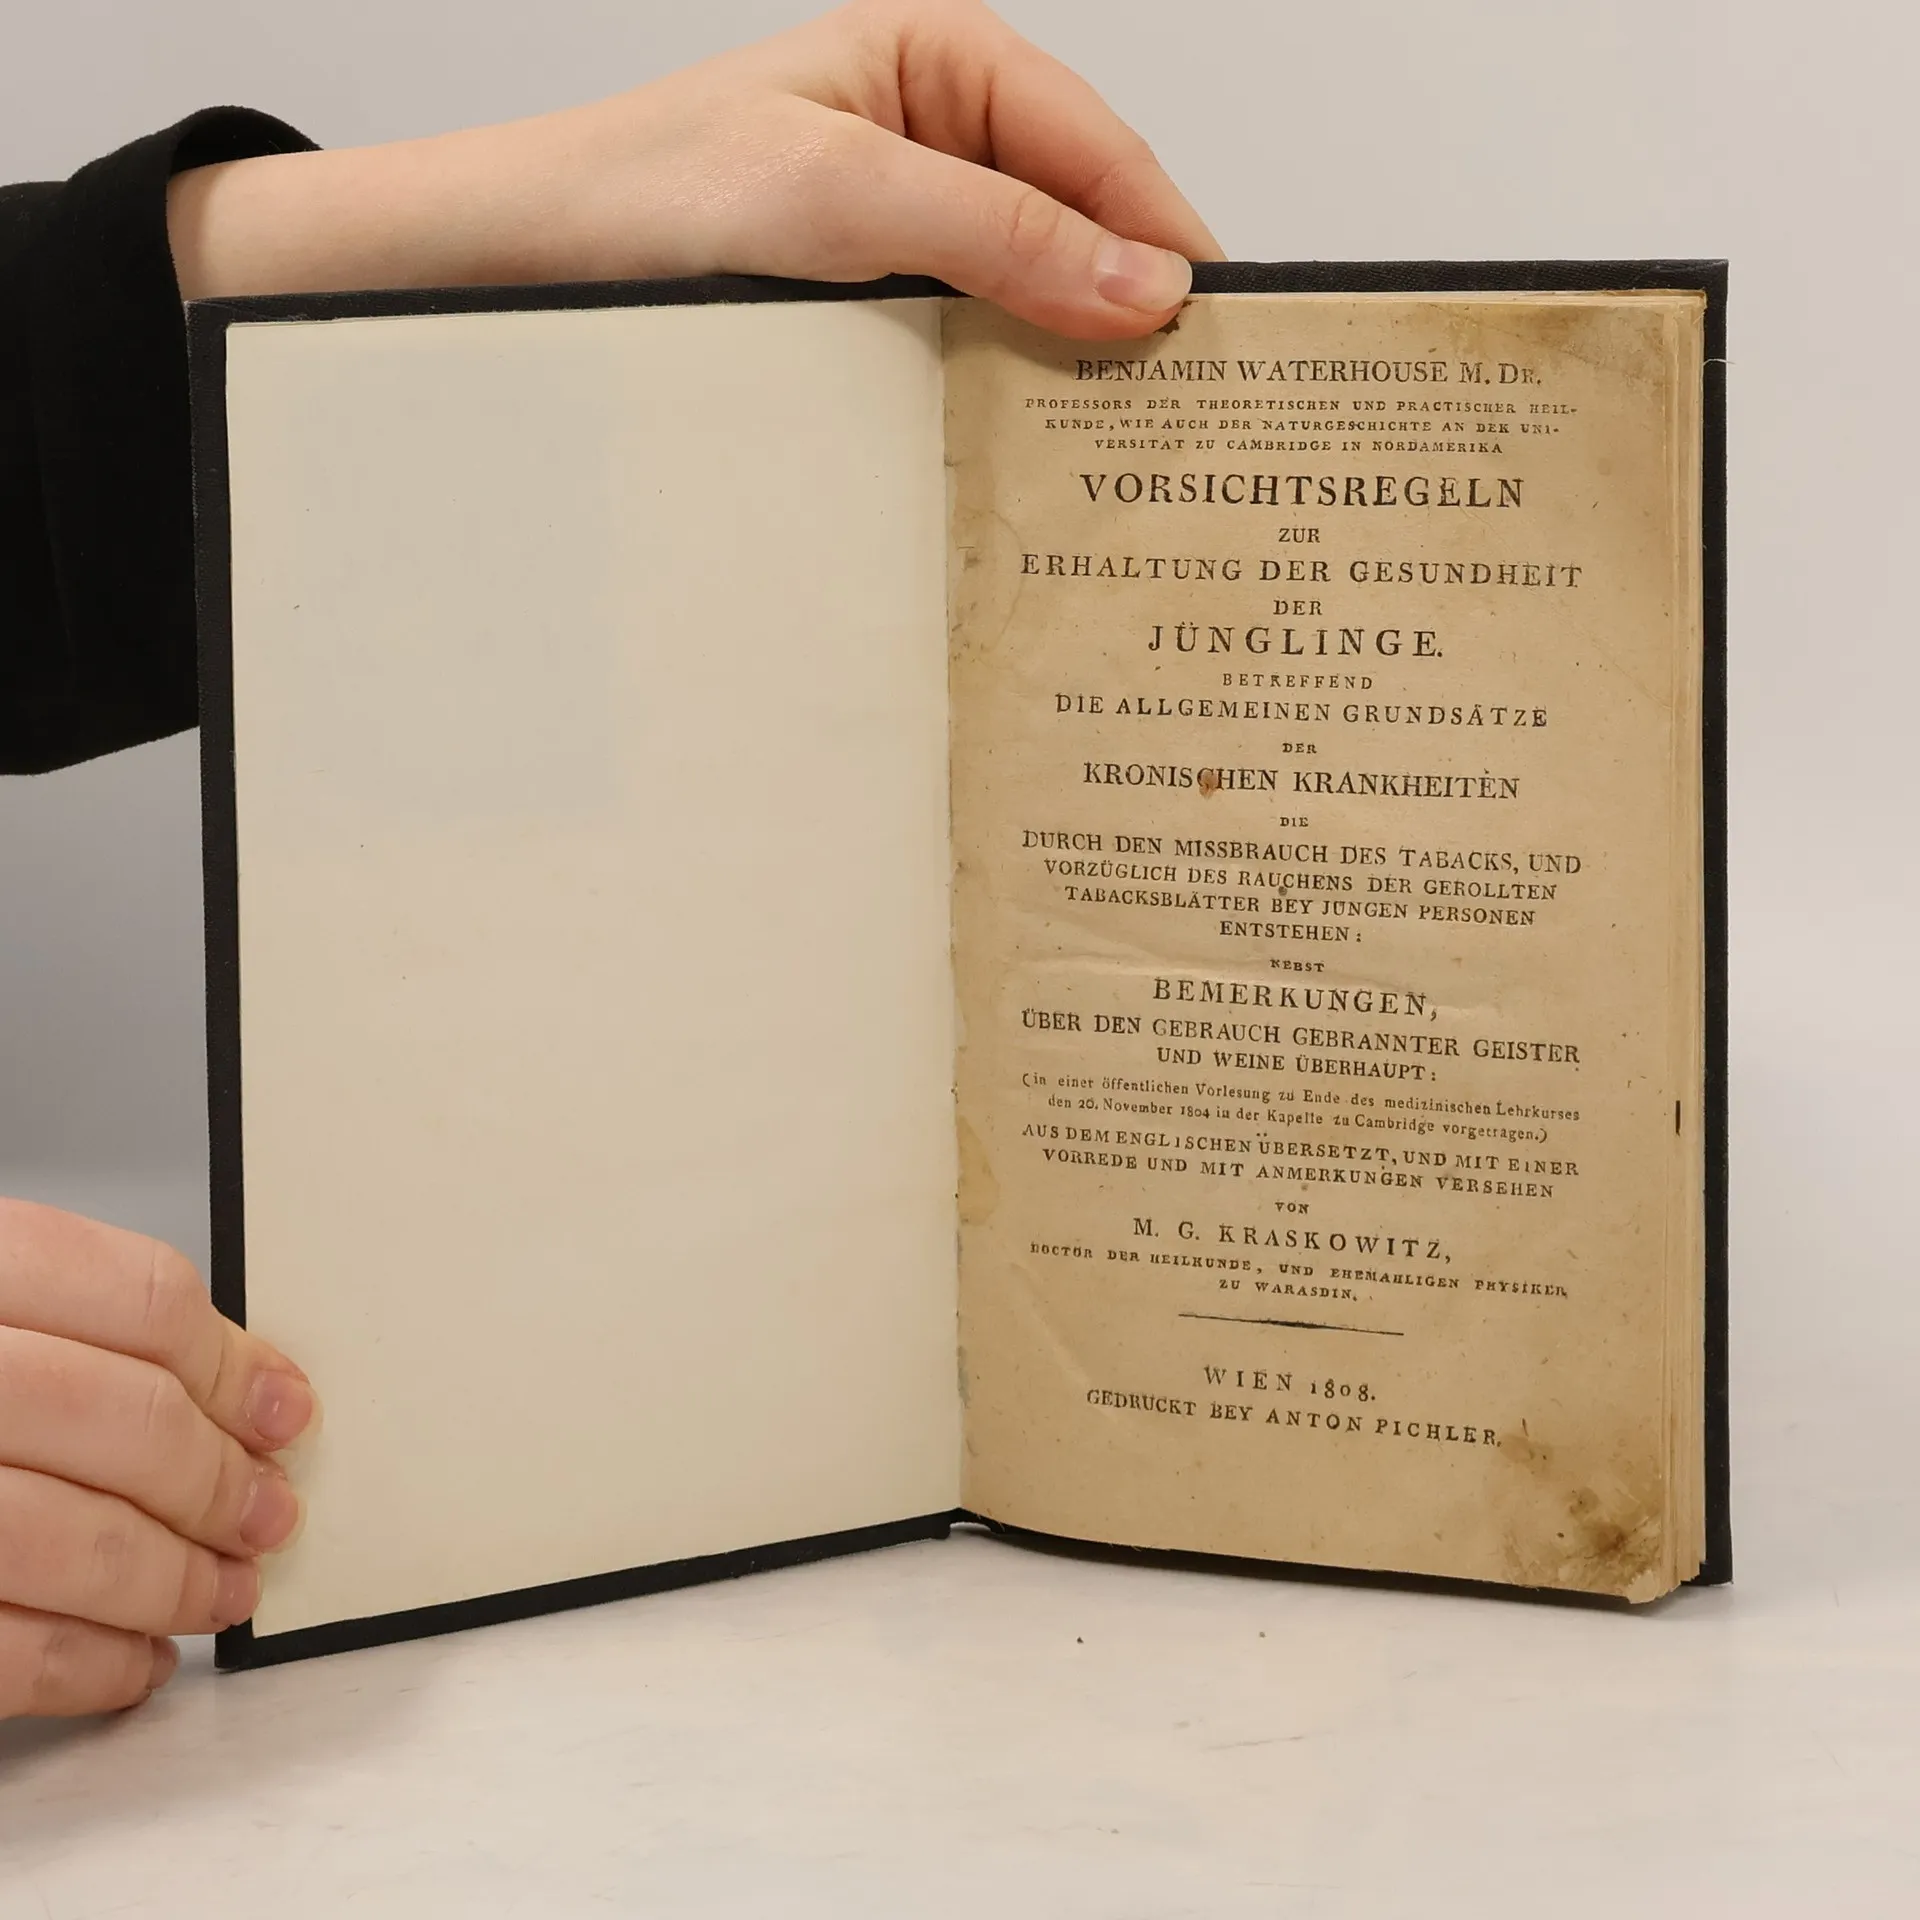 BENJAMIN WATERHOUSE M. DR.
PROFESSORS DER THEORETISCHEN UND PRACTISCHER HEIL-
KUNDE, WIE AUCH DER NATURGESCHICHTE AN DER UNI-
VERSITÄT ZU CAMBRIDGE IN NORDAMERIKA
VORSICHTSREGELN
ZUR
ERHALTUNG DER GESUNDHEIT
DER
JÜNGLINGE.
BETREFFEND
DIE ALLGEMEINEN GRUNDSÄTZE
DER
KRONISCHEN KRANKHEITEN
DIE
DURCH DEN MISSBRAUCH DES TABACKS, UND
VORZÜGLICH DES RAUCHENS DER GEROLLTEN
TABACKSBLÄTTER BEY JUNGEN PERSONEN
ENTSTEHEN:
NEBST
BEMERKUNGEN,
ÜBER DEN GEBRAUCH GEBRANNTER GEISTER
UND WEINE ÜBERHAUPT:
(in einer öffentlichen Vorlesung zu Ende des medizinischen Lehrkurses
den 20. November 1804 in der Kapelle zu Cambridge vorgetragen.)
AUS DEM ENGLISCHEN ÜBERSETZT, UND MIT EINER
VORREDE UND MIT ANMERKUNGEN VERSEHEN
VON
M. G. KRASKOWITZ,
DOCTOR DER HEILKUNDE, UND EHEMAHLIGEN PHYSIKER
ZU WARASDIN.
WIEN 1808.
GEDRUCKT BEY ANTON PICHLER.